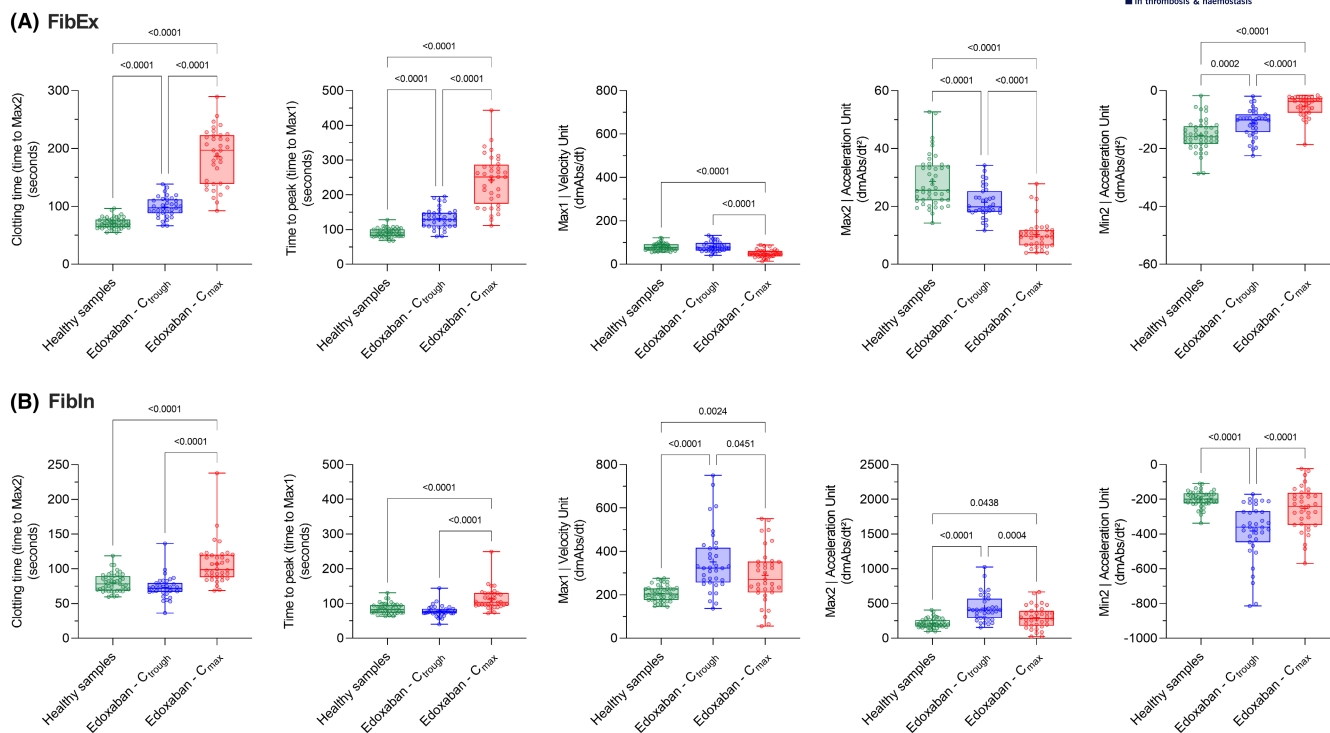 in thrombosis & haemostasis
(A) FibEx
<0.0001
<0.0001 <0.0001
Clotting time (time to Max2)
(seconds)
300
200
100
0
Healthy samples
Edoxaban - Ctrough
Edoxaban - Cmax
<0.0001
<0.0001 <0.0001
Time to peak (time to Max1)
(seconds)
500
400
300
200
100
0
Healthy samples
Edoxaban - Ctrough
Edoxaban - Cmax
<0.0001
<0.0001
Max1 | Velocity Unit
(dmAbs/dt)
800
600
400
200
0
Healthy samples
Edoxaban - Ctrough
Edoxaban - Cmax
<0.0001
<0.0001 <0.0001
Max2 | Acceleration Unit
(dmAbs/dt²)
60
40
20
0
Healthy samples
Edoxaban - Ctrough
Edoxaban - Cmax
<0.0001
0.0002 <0.0001
Min2 | Acceleration Unit
(dmAbs/dt²)
0
-20
-40
-60
Healthy samples
Edoxaban - Ctrough
Edoxaban - Cmax
(B) FibIn
<0.0001
<0.0001
Clotting time (time to Max2)
(seconds)
250
200
150
100
50
0
Healthy samples
Edoxaban - Ctrough
Edoxaban - Cmax
<0.0001
<0.0001
Time to peak (time to Max1)
(seconds)
500
400
300
200
100
0
Healthy samples
Edoxaban - Ctrough
Edoxaban - Cmax
0.0024
<0.0001 0.0451
Max1 | Velocity Unit
(dmAbs/dt)
800
600
400
200
0
Healthy samples
Edoxaban - Ctrough
Edoxaban - Cmax
0.0438
<0.0001 0.0004
Max2 | Acceleration Unit
(dmAbs/dt²)
2500
2000
1500
1000
500
0
Healthy samples
Edoxaban - Ctrough
Edoxaban - Cmax
<0.0001 <0.0001
Min2 | Acceleration Unit
(dmAbs/dt²)
0
-200
-400
-600
-800
-1000
Healthy samples
Edoxaban - Ctrough
Edoxaban - Cmax